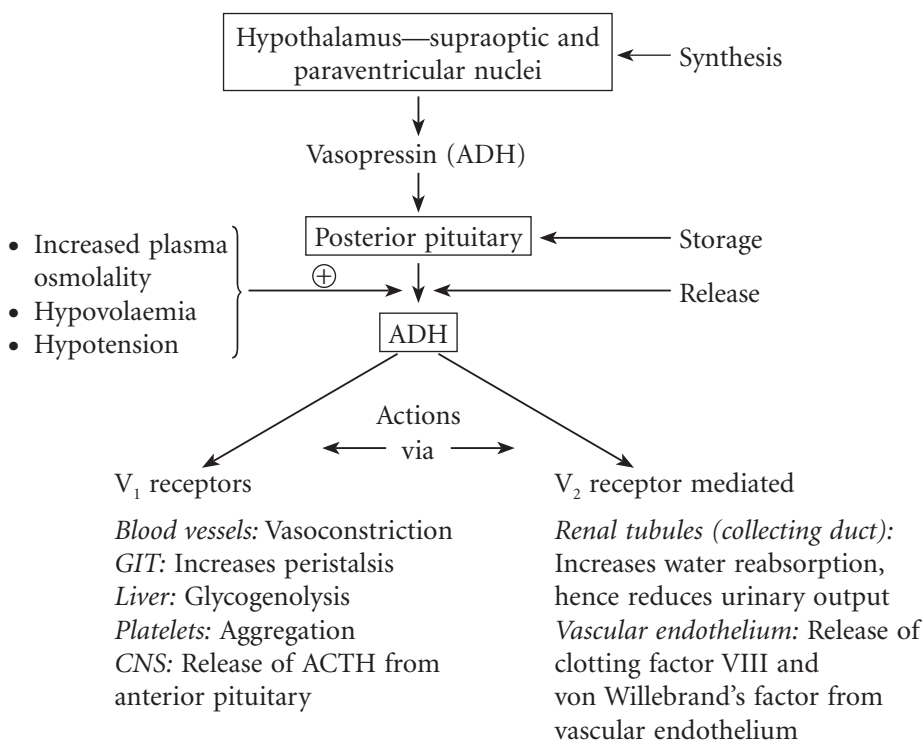 Hypothalamus—supraoptic and
paraventricular nuclei
Synthesis
Vasopressin (ADH)
Posterior pituitary
Storage
• Increased plasma
osmolality
• Hypovolaemia
• Hypotension
+
Release
ADH
Actions
via
V₁ receptors
Blood vessels: Vasoconstriction
GIT: Increases peristalsis
Liver: Glycogenolysis
Platelets: Aggregation
CNS: Release of ACTH from
anterior pituitary
V₂ receptor mediated
Renal tubules (collecting duct):
Increases water reabsorption,
hence reduces urinary output
Vascular endothelium: Release of
clotting factor VIII and
von Willebrand’s factor from
vascular endothelium